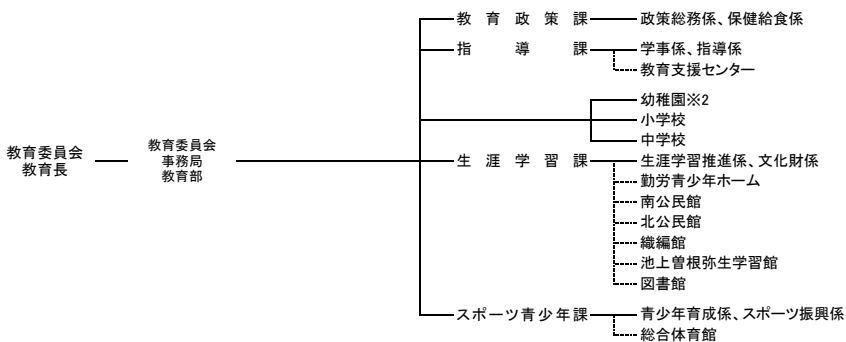 教育委員会
教育長
教育委員会
事務局
教育部
教育政策課 政策総務係、保健給食係
指導課 学事係、指導係
教育支援センター
幼稚園※2
小学校
中学校
生涯学習課 生涯学習推進係、文化財係
勤労青少年ホーム
南公民館
北公民館
織編館
池上曽根弥生学習館
図書館
スポーツ青少年課 青少年育成係、スポーツ振興係
総合体育館